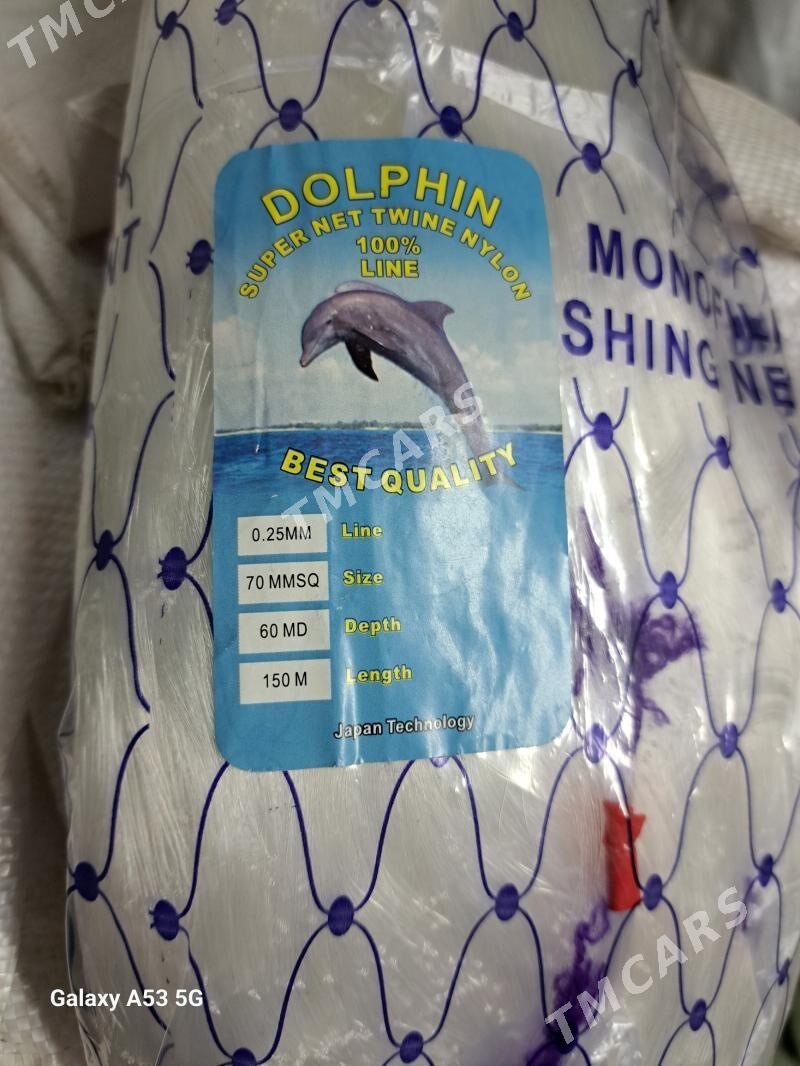 TMCARS
DOLPHIN
SUPER NET TWINE NYLON
100%
LINE
BEST QUALITY
0.25MM Line
70 MMSQ Size
60 MD Depth
150 M Length
Japan Technology
NT
SHING NE
TMCARS
Galaxy A53 5G
TMCARS